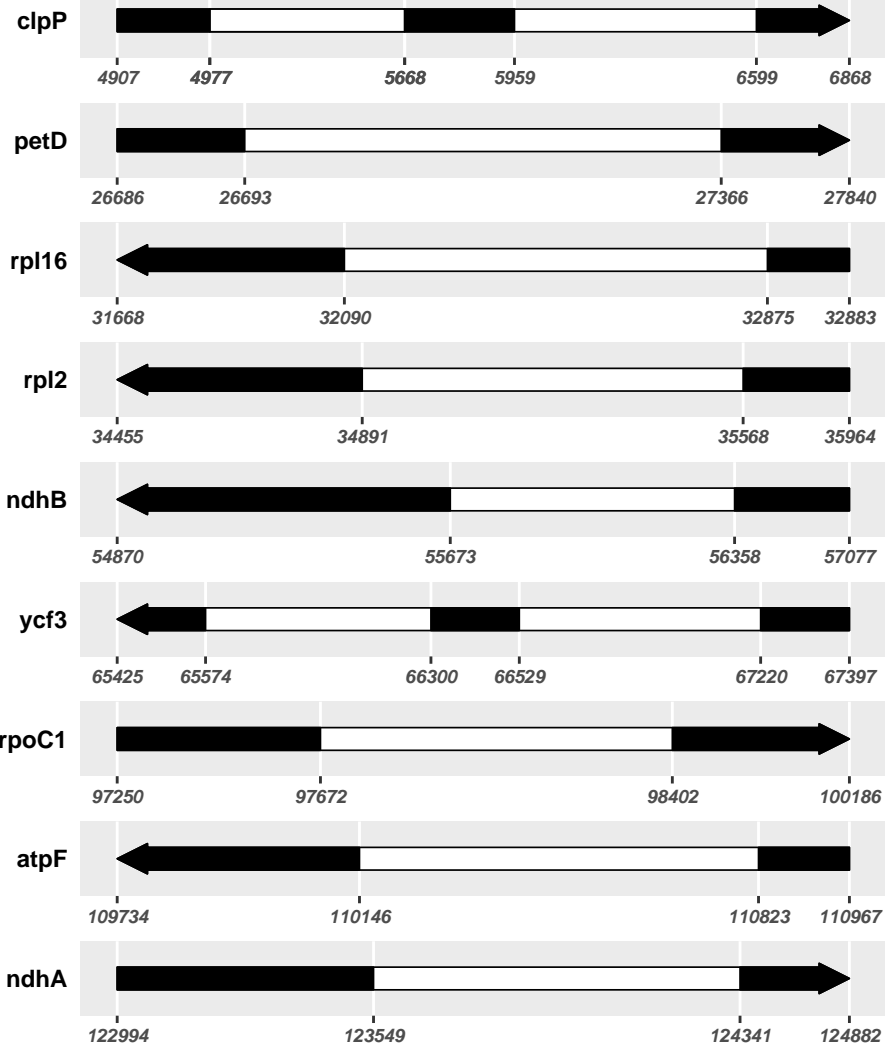 clpP
4907 4977 5668 5959 6599 6868
petD
26686 26693 27366 27840
rpl16
31668 32090 32875 32883
rpl2
34455 34891 35568 35964
ndhB
54870 55673 56358 57077
ycf3
65425 65574 66300 66529 67220 67397
rpoC1
97250 97672 98402 100186
atpF
109734 110146 110823 110967
ndhA
122994 123549 124341 124882